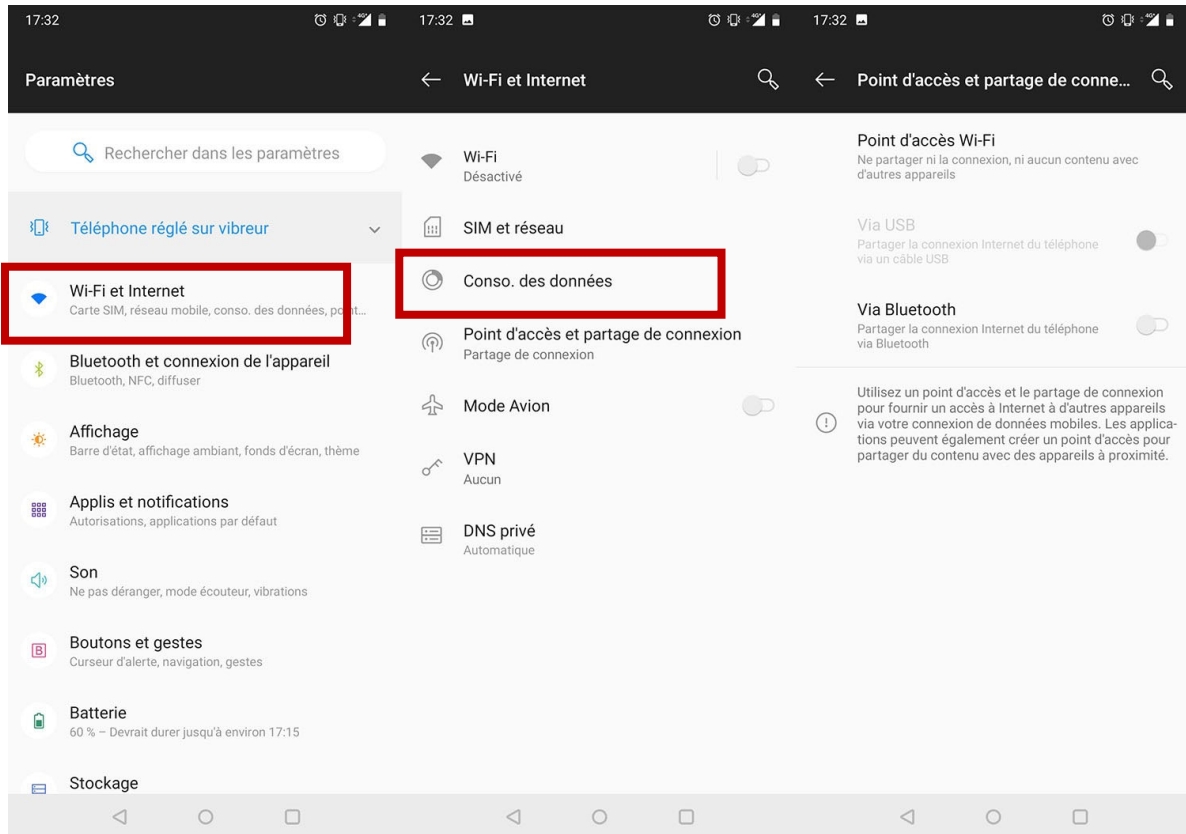 17:32
Paramètres
Rechercher dans les paramètres
Téléphone réglé sur vibreur
Wi-Fi et Internet
Carte SIM, réseau mobile, conso. des données,
Bluetooth et connexion de l'appareil
Bluetooth, NFC, diffuser
Affichage
Barre d'état, affichage ambiant, fonds d'écran, thème
Applis et notifications
Autorisations, applications par défaut
Son
Ne pas déranger, mode écouteur, vibrations
Boutons et gestes
Curseur d'alerte, navigation, gestes
Batterie
60 % – Devrait durer jusqu'à environ 17:15
Stockage
17:32
Wi-Fi et Internet
Wi-Fi
Désactivé
SIM et réseau
Conso. des données
Point d'accès et partage de connexion
Partage de connexion
Mode Avion
VPN
Aucun
DNS privé
Automatique
17:32
Point d'accès et partage de conne...
Point d'accès Wi-Fi
Ne partager ni la connexion, ni aucun contenu avec
d'autres appareils
Via USB
Partager la connexion Internet du téléphone
via un câble USB
Via Bluetooth
Partager la connexion Internet du téléphone
via Bluetooth
Utilisez un point d'accès et le partage de connexion
pour fournir un accès à Internet à d'autres appareils
via votre connexion de données mobiles. Les applica-
tions peuvent également créer un point d'accès pour
partager du contenu avec des appareils à proximité.